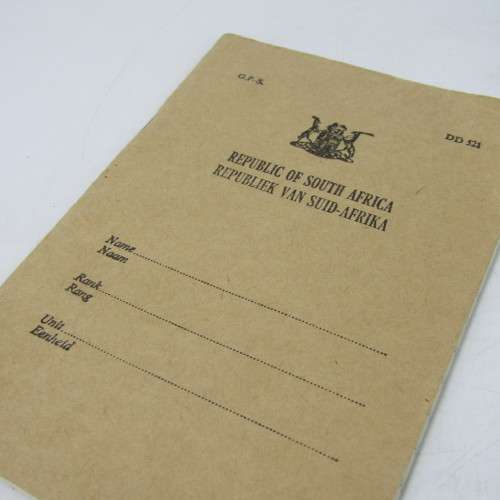 G.P.-S.
DD 521
REPUBLIC OF SOUTH AFRICA
REPUBLIEK VAN SUID-AFRIKA
Name
Naam
Rank
Rang
Unit
Eenheid